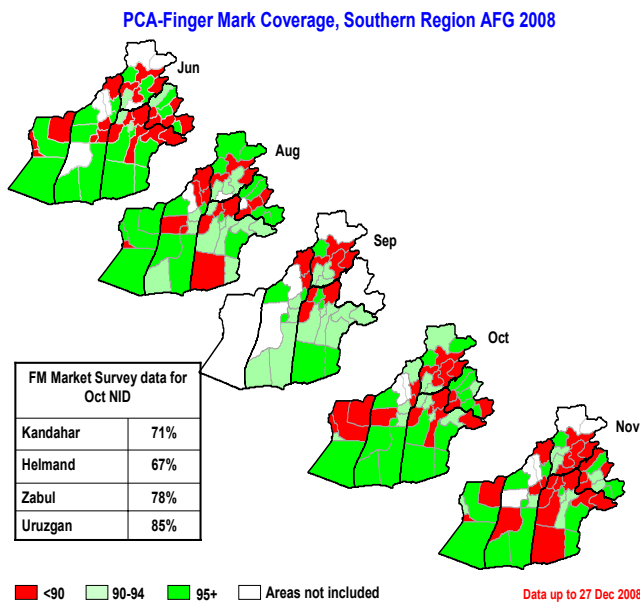 PCA-Finger Mark Coverage, Southern Region AFG 2008
Jun
Aug
Sep
Oct
Nov
FM Market Survey data for
Oct NID
Kandahar 71%
Helmand 67%
Zabul 78%
Uruzgan 85%
<90 90-94 95+ Areas not included
Data up to 27 Dec 2008